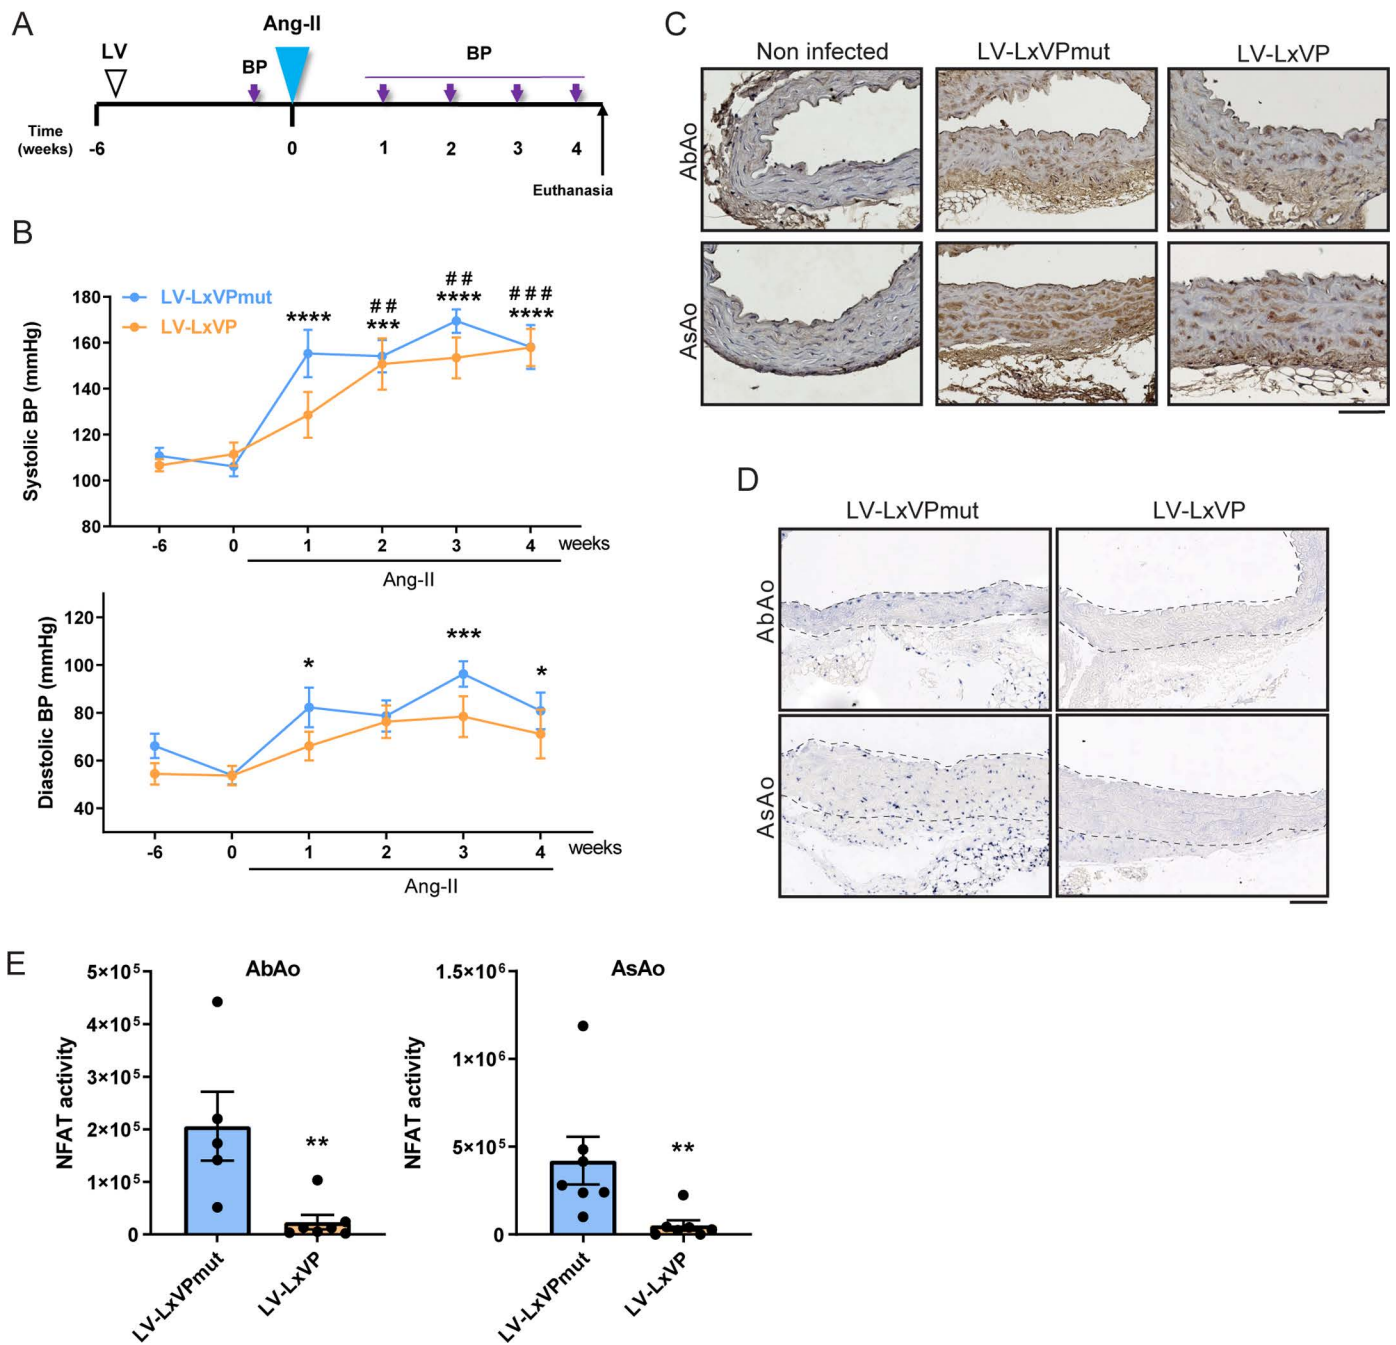 A
LV
Ang-II
BP
BP
Time
(weeks)
-6
0
1
2
3
4
Euthanasia
B
Systolic BP (mmHg)
180
160
140
120
100
80
LV-LxVPmut
LV-LxVP
****
##
***
##
****
###
****
-6
0
1
2
3
4
weeks
Ang-II
Diastolic BP (mmHg)
120
100
80
60
40
*
***
*
-6
0
1
2
3
4
weeks
Ang-II
C
Non infected
LV-LxVPmut
LV-LxVP
AbAo
AsAo
D
LV-LxVPmut
LV-LxVP
AbAo
AsAo
E
AbAo
NFAT activity
5×10⁵
4×10⁵
3×10⁵
2×10⁵
1×10⁵
0
**
LV-LxVPmut
LV-LxVP
AsAo
NFAT activity
1.5×10⁶
1×10⁶
5×10⁵
0
**
LV-LxVPmut
LV-LxVP